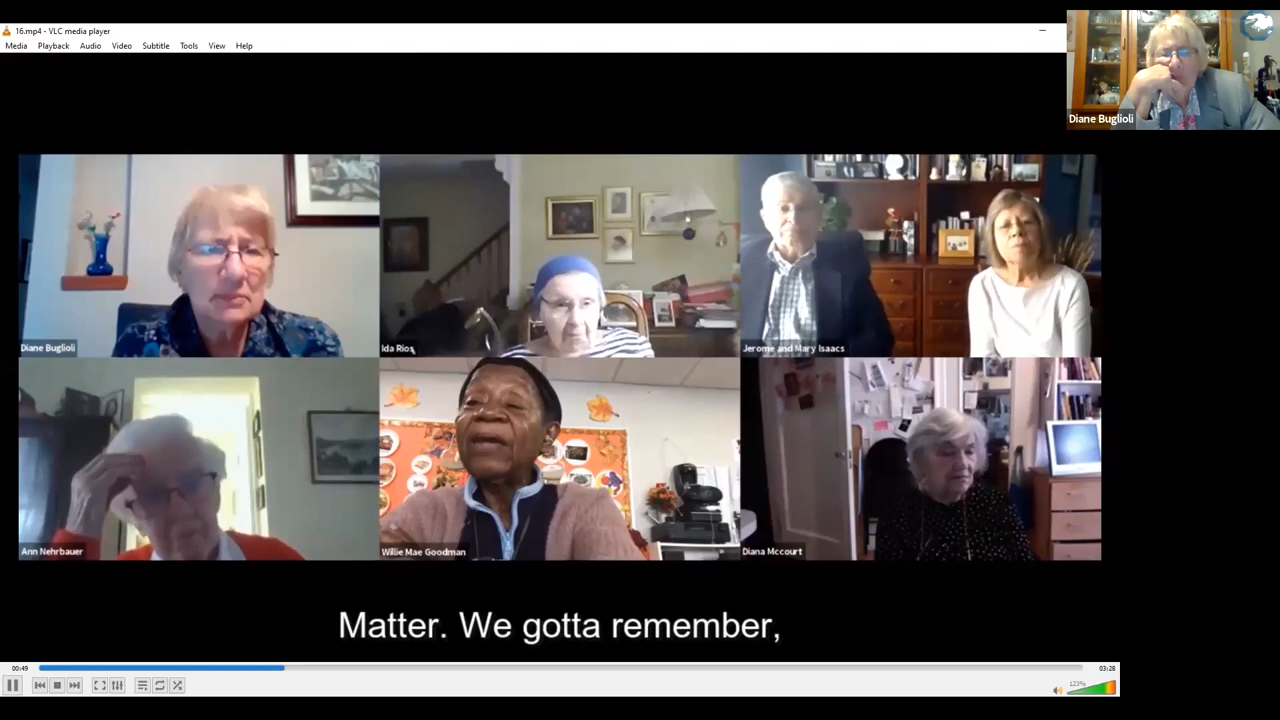 16.mp4 - VLC media player
Media Playback Audio Video Subtitle Tools View Help
Diane Buglioli
Diane Buglioli
Ida Rios
Jerome and Mary Isaacs
Ann Nehrbauer
Willie Mae Goodman
Diana Mccourt
Matter. We gotta remember,
00:49
03:28
123%